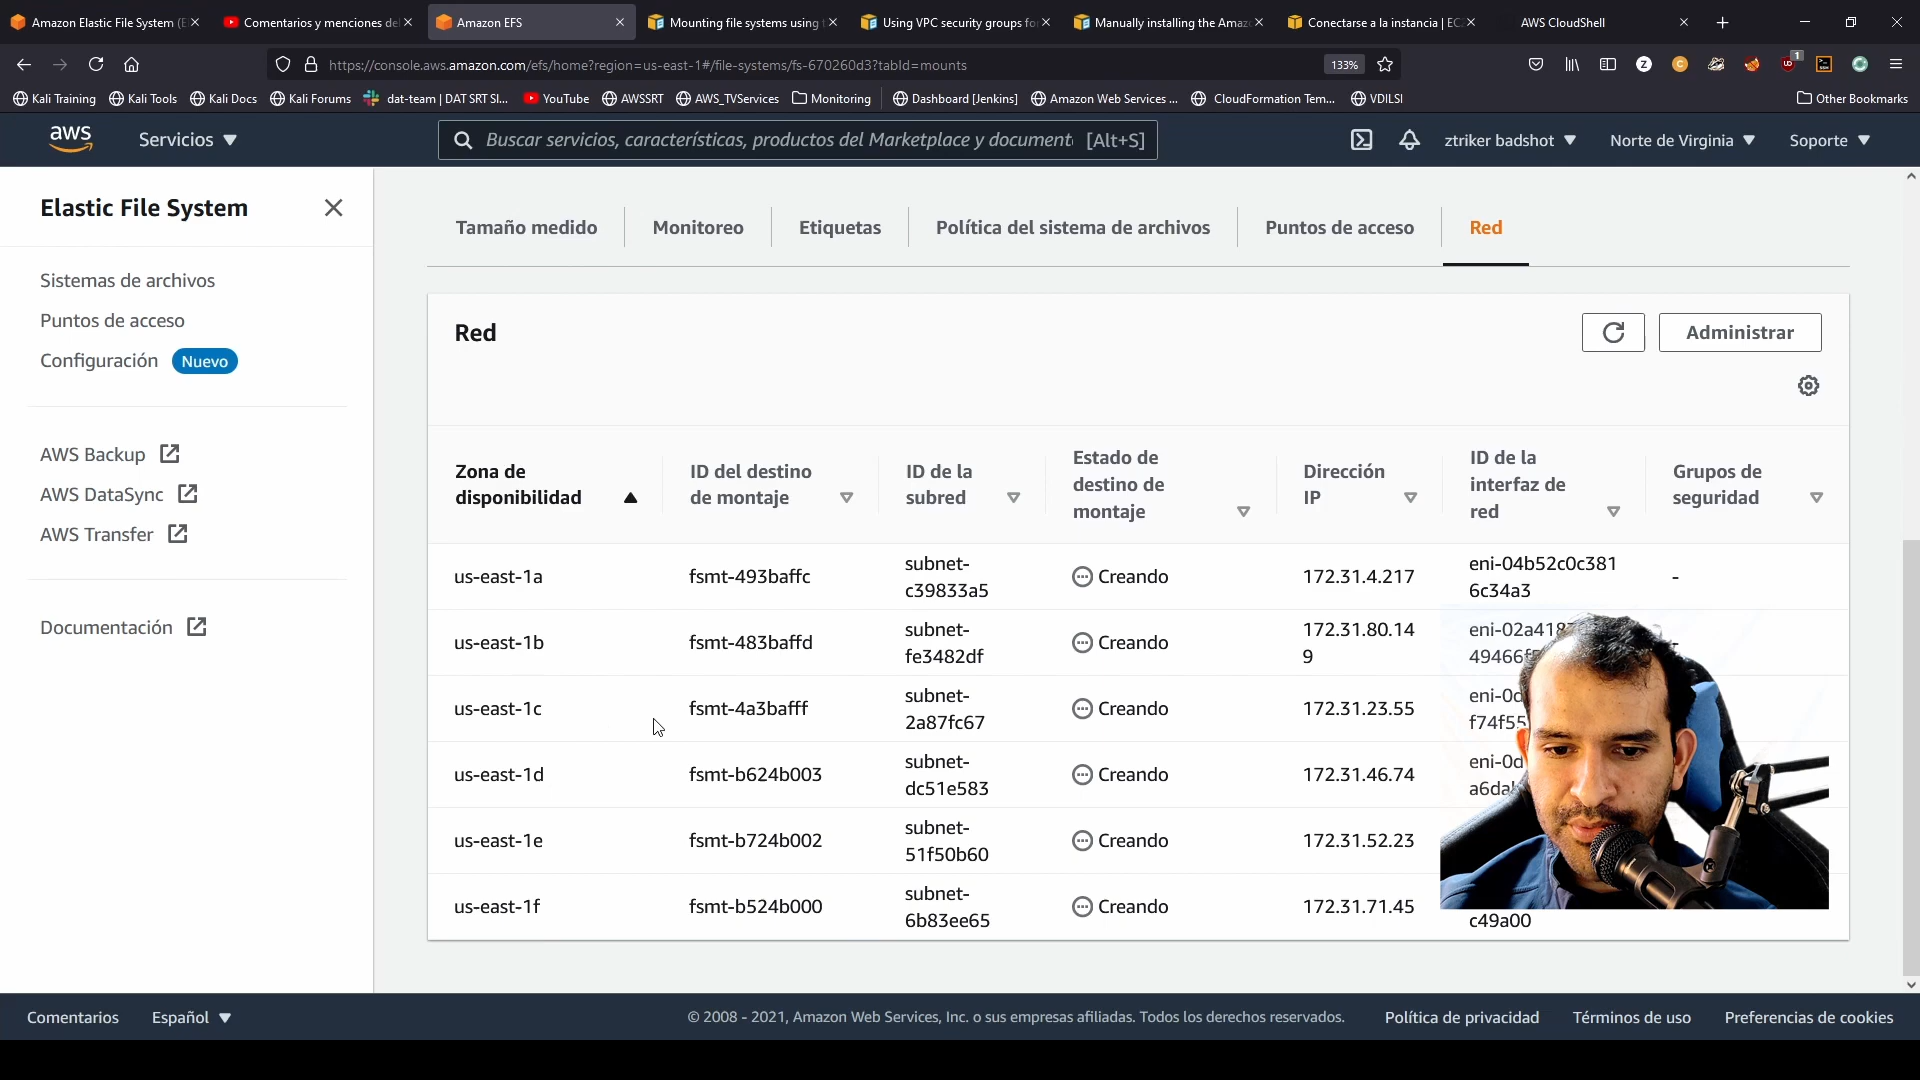 Amazon Elastic File System (E
Comentarios y menciones del
Amazon EFS
Mounting file systems using t
Using VPC security groups fo
Manually installing the Amaz
Conectarse a la instancia | EC
AWS CloudShell
https://console.aws.amazon.com/efs/home?region=us-east-1#/file-systems/fs-670260d3?tabId=mounts
133%
1
Kali Training
Kali Tools
Kali Docs
Kali Forums
dat-team | DAT SRT Sl...
YouTube
AWSSRT
AWS_TVServices
Monitoring
Dashboard [Jenkins]
Amazon Web Services ...
CloudFormation Tem...
VDILSI
Other Bookmarks
aws
Servicios
Buscar servicios, características, productos del Marketplace y document
[Alt+S]
ztriker badshot
Norte de Virginia
Soporte
Elastic File System
Sistemas de archivos
Puntos de acceso
Configuración
Nuevo
AWS Backup
AWS DataSync
AWS Transfer
Documentación
Tamaño medido
Monitoreo
Etiquetas
Política del sistema de archivos
Puntos de acceso
Red
Red
Administrar
Zona de
disponibilidad
ID del destino
de montaje
ID de la
subred
Estado de
destino de
montaje
Dirección
IP
ID de la
interfaz de
red
Grupos de
seguridad
us-east-1a
fsmt-493baffc
subnet-
c39833a5
Creando
172.31.4.217
eni-04b52c0c381
6c34a3
-
us-east-1b
fsmt-483baffd
subnet-
fe3482df
Creando
172.31.80.14
9
us-east-1c
fsmt-4a3bafff
subnet-
2a87fc67
Creando
172.31.23.55
us-east-1d
fsmt-b624b003
subnet-
dc51e583
Creando
172.31.46.74
us-east-1e
fsmt-b724b002
subnet-
51f50b60
Creando
172.31.52.23
us-east-1f
fsmt-b524b000
subnet-
6b83ee65
Creando
172.31.71.45
c49a00
Comentarios
Español
© 2008 - 2021, Amazon Web Services, Inc. o sus empresas afiliadas. Todos los derechos reservados.
Política de privacidad
Términos de uso
Preferencias de cookies